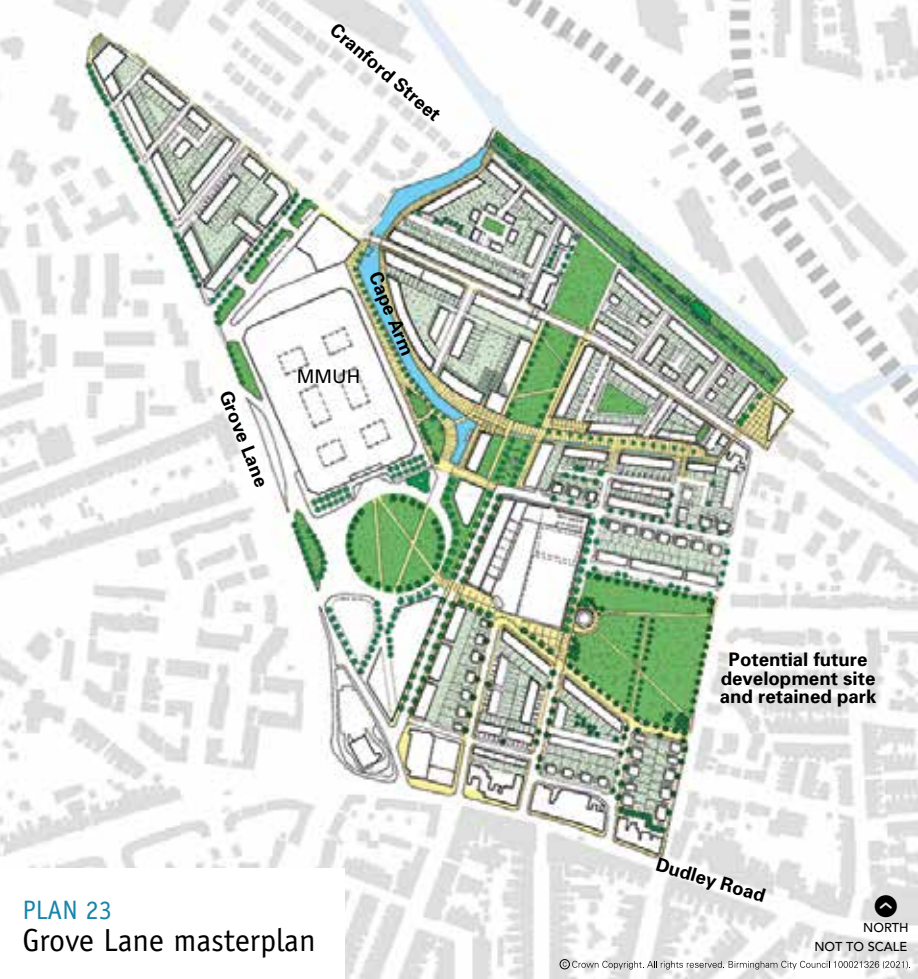 Cranford Street
Cape Arm
MMUH
Grove Lane
Potential future
development site
and retained park
Dudley Road
PLAN 23
Grove Lane masterplan
NORTH
NOT TO SCALE
© Crown Copyright. All rights reserved. Birmingham City Council 100021326 (2021).